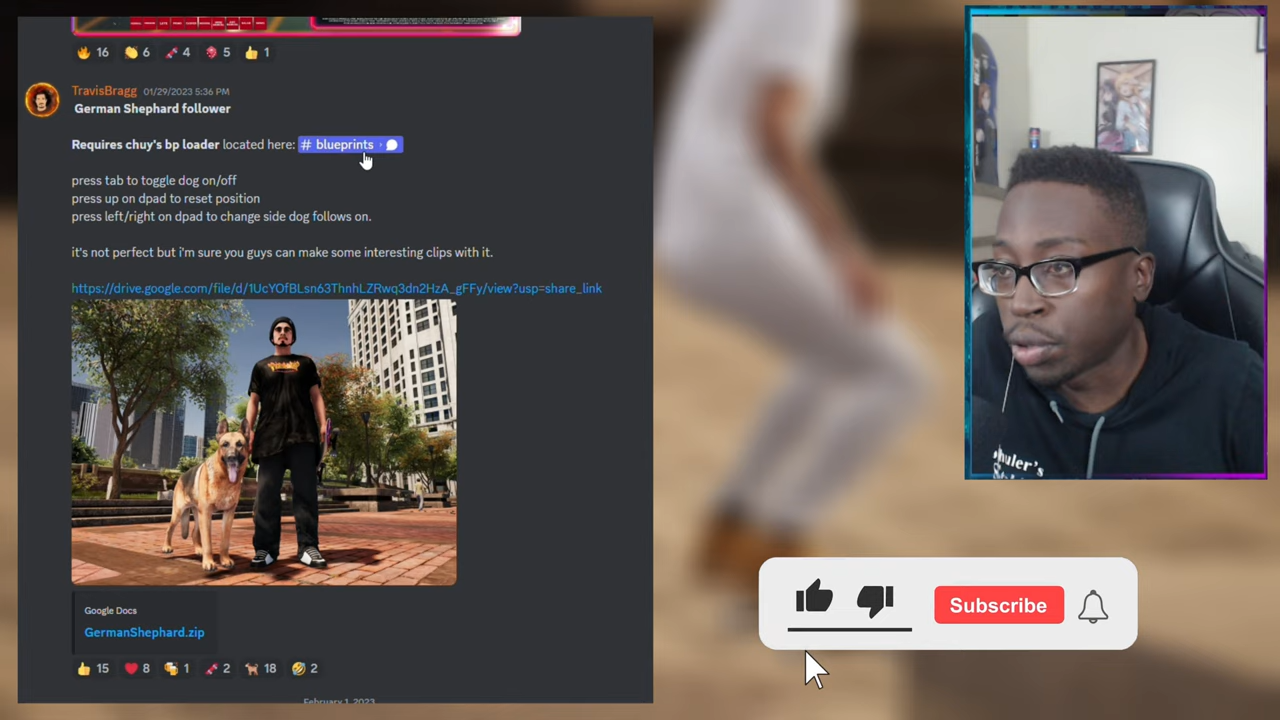 16 6 4 5 1
TravisBragg 01/29/2023 5:36 PM
German Shephard follower
Requires chuy's bp loader located here: # blueprints ›
press tab to toggle dog on/off
press up on dpad to reset position
press left/right on dpad to change side dog follows on.
it's not perfect but i'm sure you guys can make some interesting clips with it.
https://drive.google.com/file/d/1UcYOfBLsn63ThnhLZRwq3dn2HzA_gFFy/view?usp=share_link
Google Docs
GermanShephard.zip
15 8 1 2 18 2
February 1, 2023
Subscribe